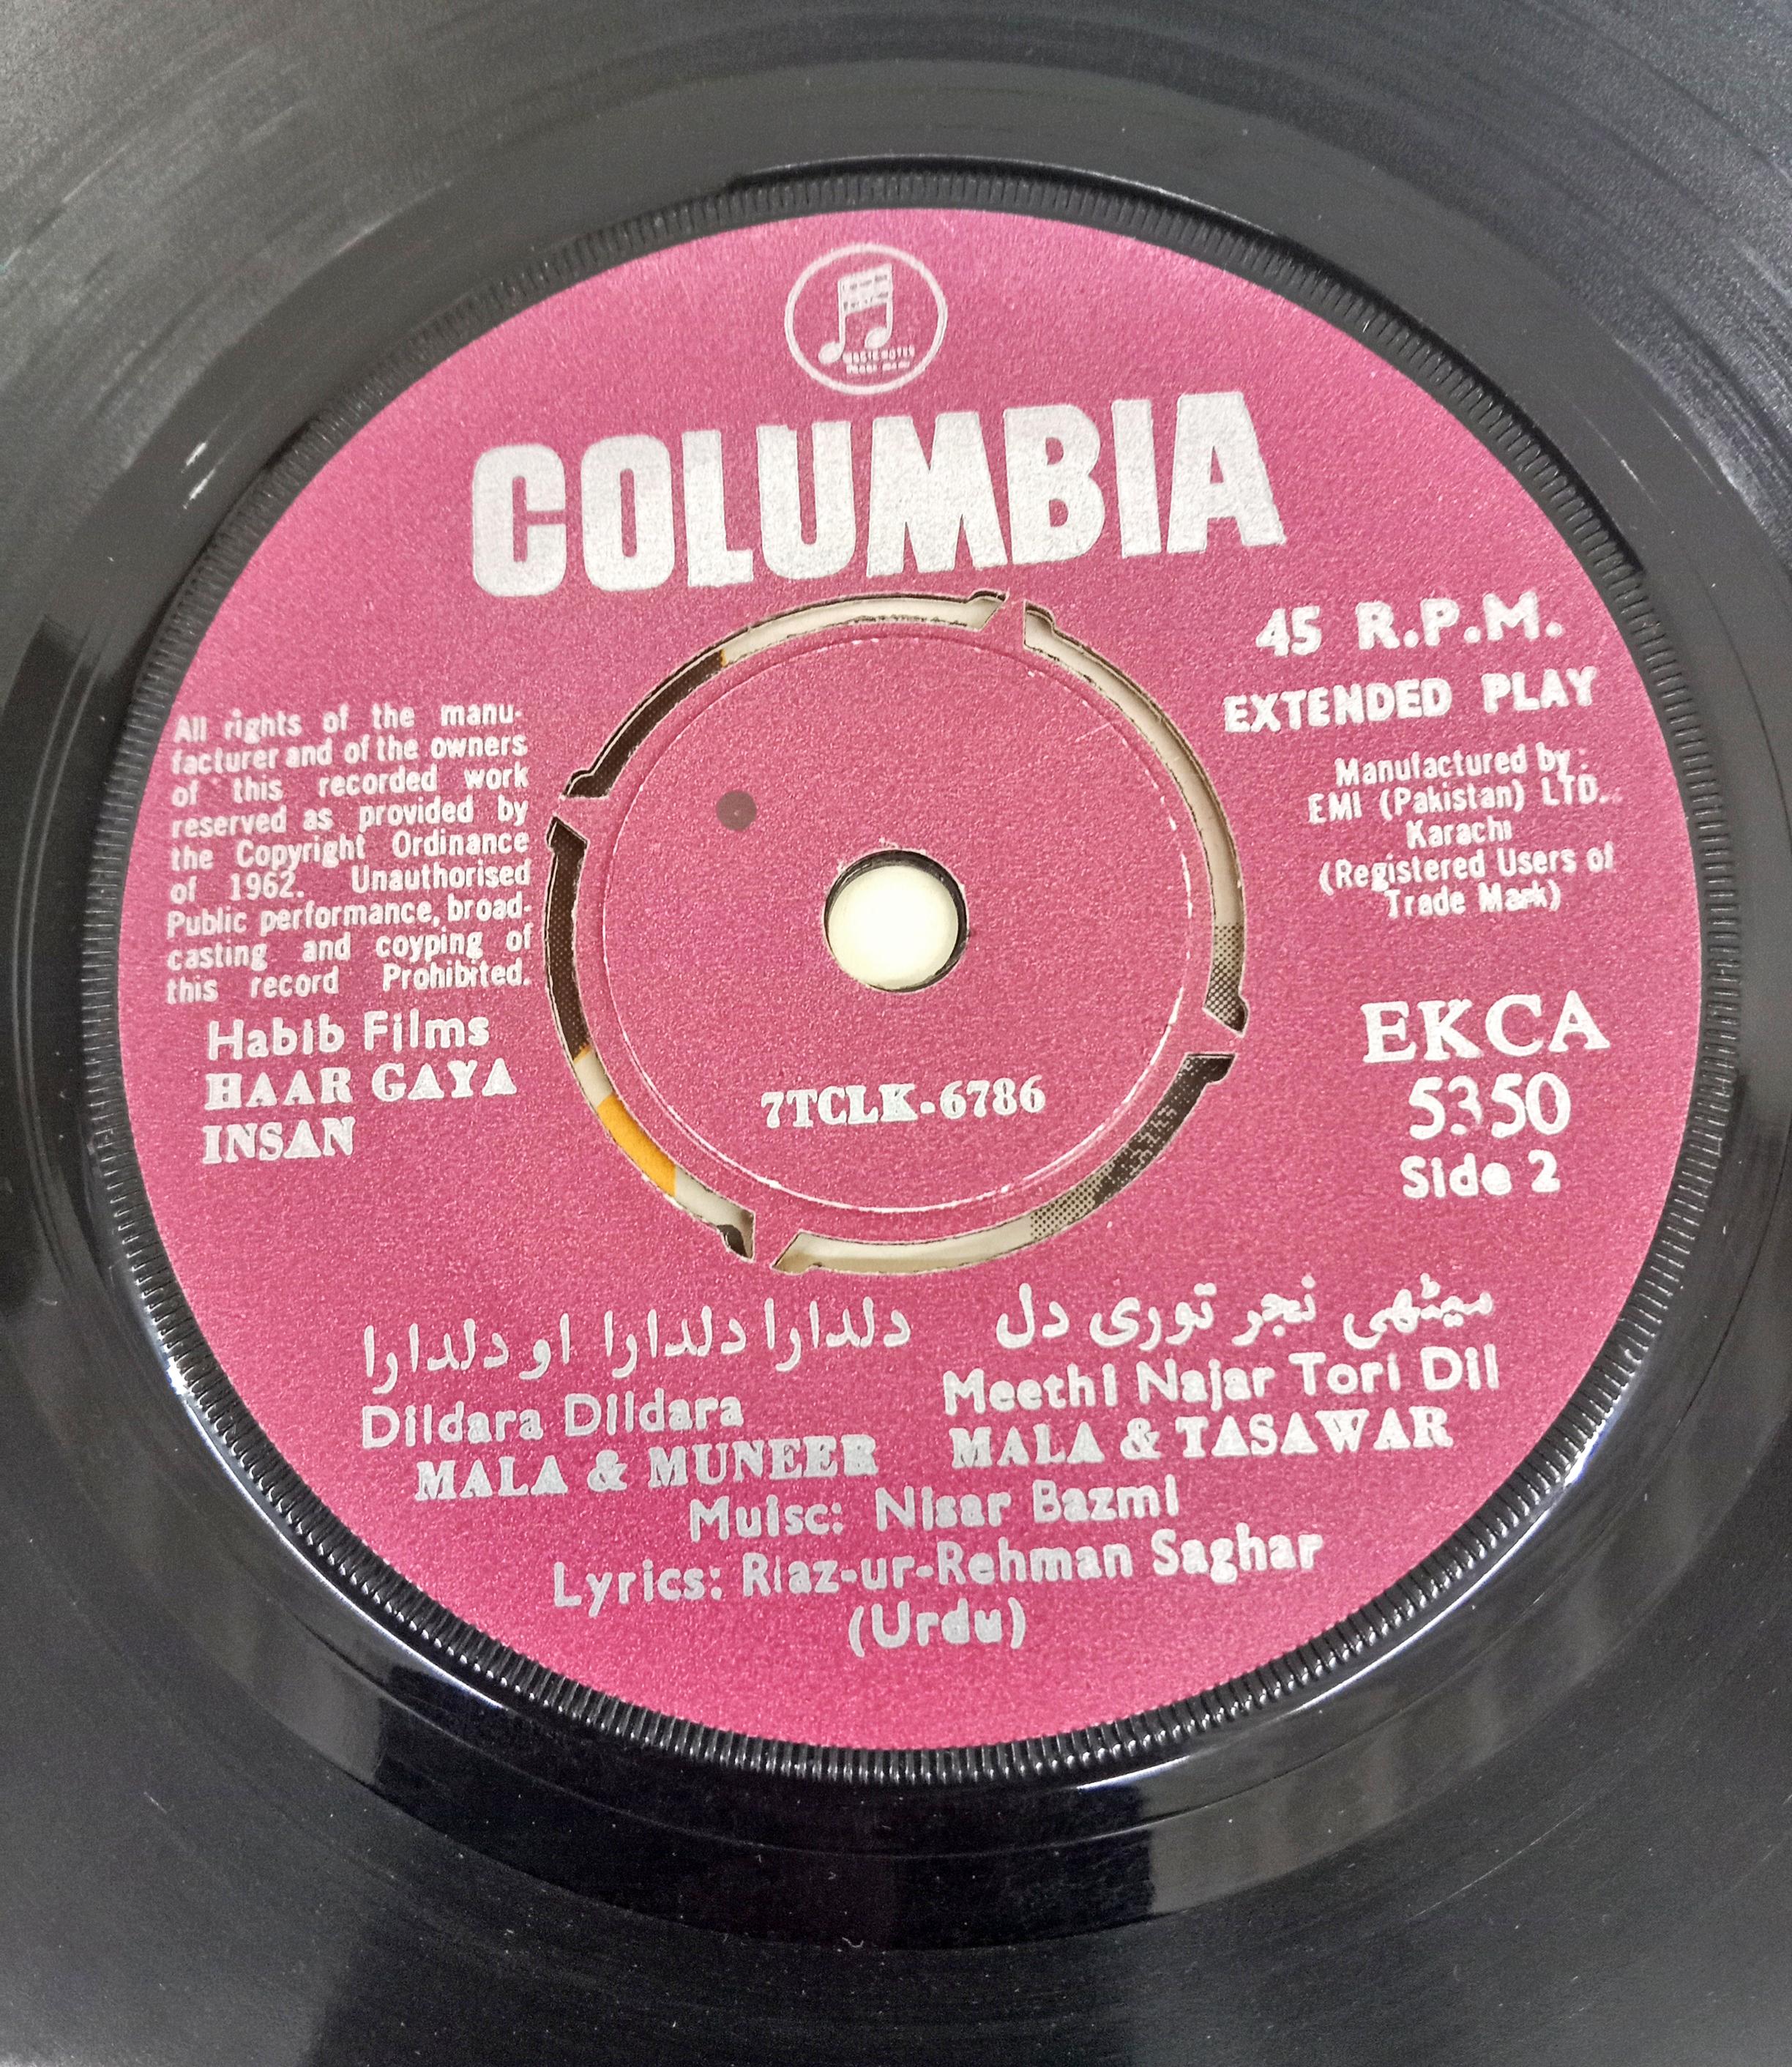 COLUMBIA
45 R.P.M.
EXTENDED PLAY
Manufactured by :
EMI (Pakistan) LTD.
Karachi
(Registered Users of
Trade Mark)
All rights of the manu-
facturer and of the owners
of this recorded work
reserved as provided by
the Copyright Ordinance
of 1962. Unauthorised
Public performance, broad-
casting and coyping of
this record Prohibited.
Habib Films
HAAR GAYA
INSAN
7TCLK-6786
EKCA
5350
Side 2
دلدارا دلدارا او دلدارا
Dildara Dildara
MALA & MUNEER
میٹھی نجر توری دل
Meethi Najar Tori Dil
MALA & TASAWAR
Muisc: Nisar Bazmi
Lyrics: Riaz-ur-Rehman Saghar
(Urdu)